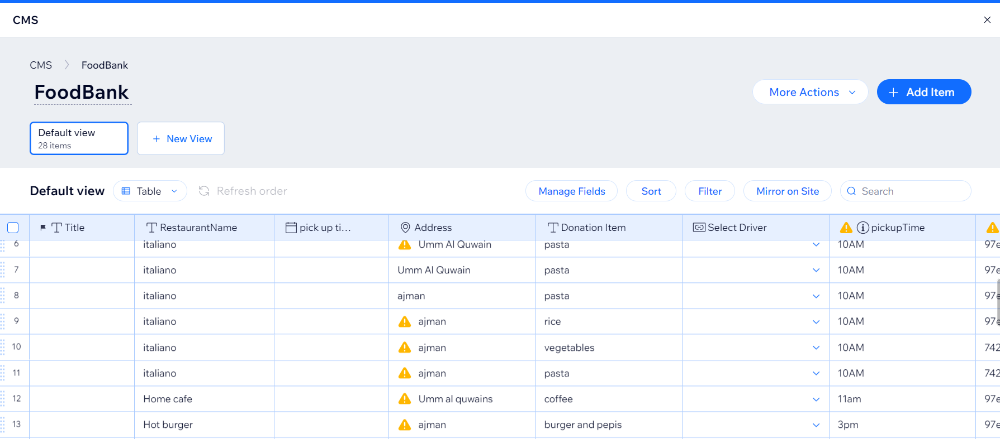 CMS
CMS FoodBank
FoodBank
More Actions
Add Item
Default view
28 items
New View
Default view
Table
Refresh order
Manage Fields
Sort
Filter
Mirror on Site
Search
Title RestaurantName pick up ti... Address Donation Item Select Driver pickupTime
6 italiano Umm Al Quwain pasta 10AM 97e
7 italiano Umm Al Quwain pasta 10AM 97e
8 italiano ajman pasta 10AM 97e
9 italiano ajman rice 10AM 97e
10 italiano ajman vegetables 10AM 742
11 italiano ajman pasta 10AM 742
12 Home cafe Umm al quwains coffee 11am 97e
13 Hot burger ajman burger and pepis 3pm 97e